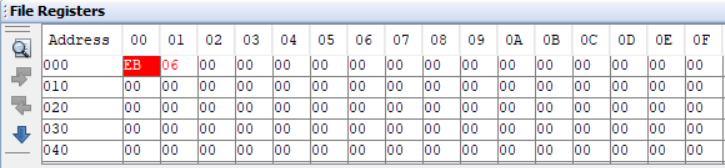 File Registers
Address 00 01 02 03 04 05 06 07 08 09 0A 0B 0C 0D 0E 0F
000 EB 06 00 00 00 00 00 00 00 00 00 00 00 00 00 00
010 00 00 00 00 00 00 00 00 00 00 00 00 00 00 00 00
020 00 00 00 00 00 00 00 00 00 00 00 00 00 00 00 00
030 00 00 00 00 00 00 00 00 00 00 00 00 00 00 00 00
040 00 00 00 00 00 00 00 00 00 00 00 00 00 00 00 00